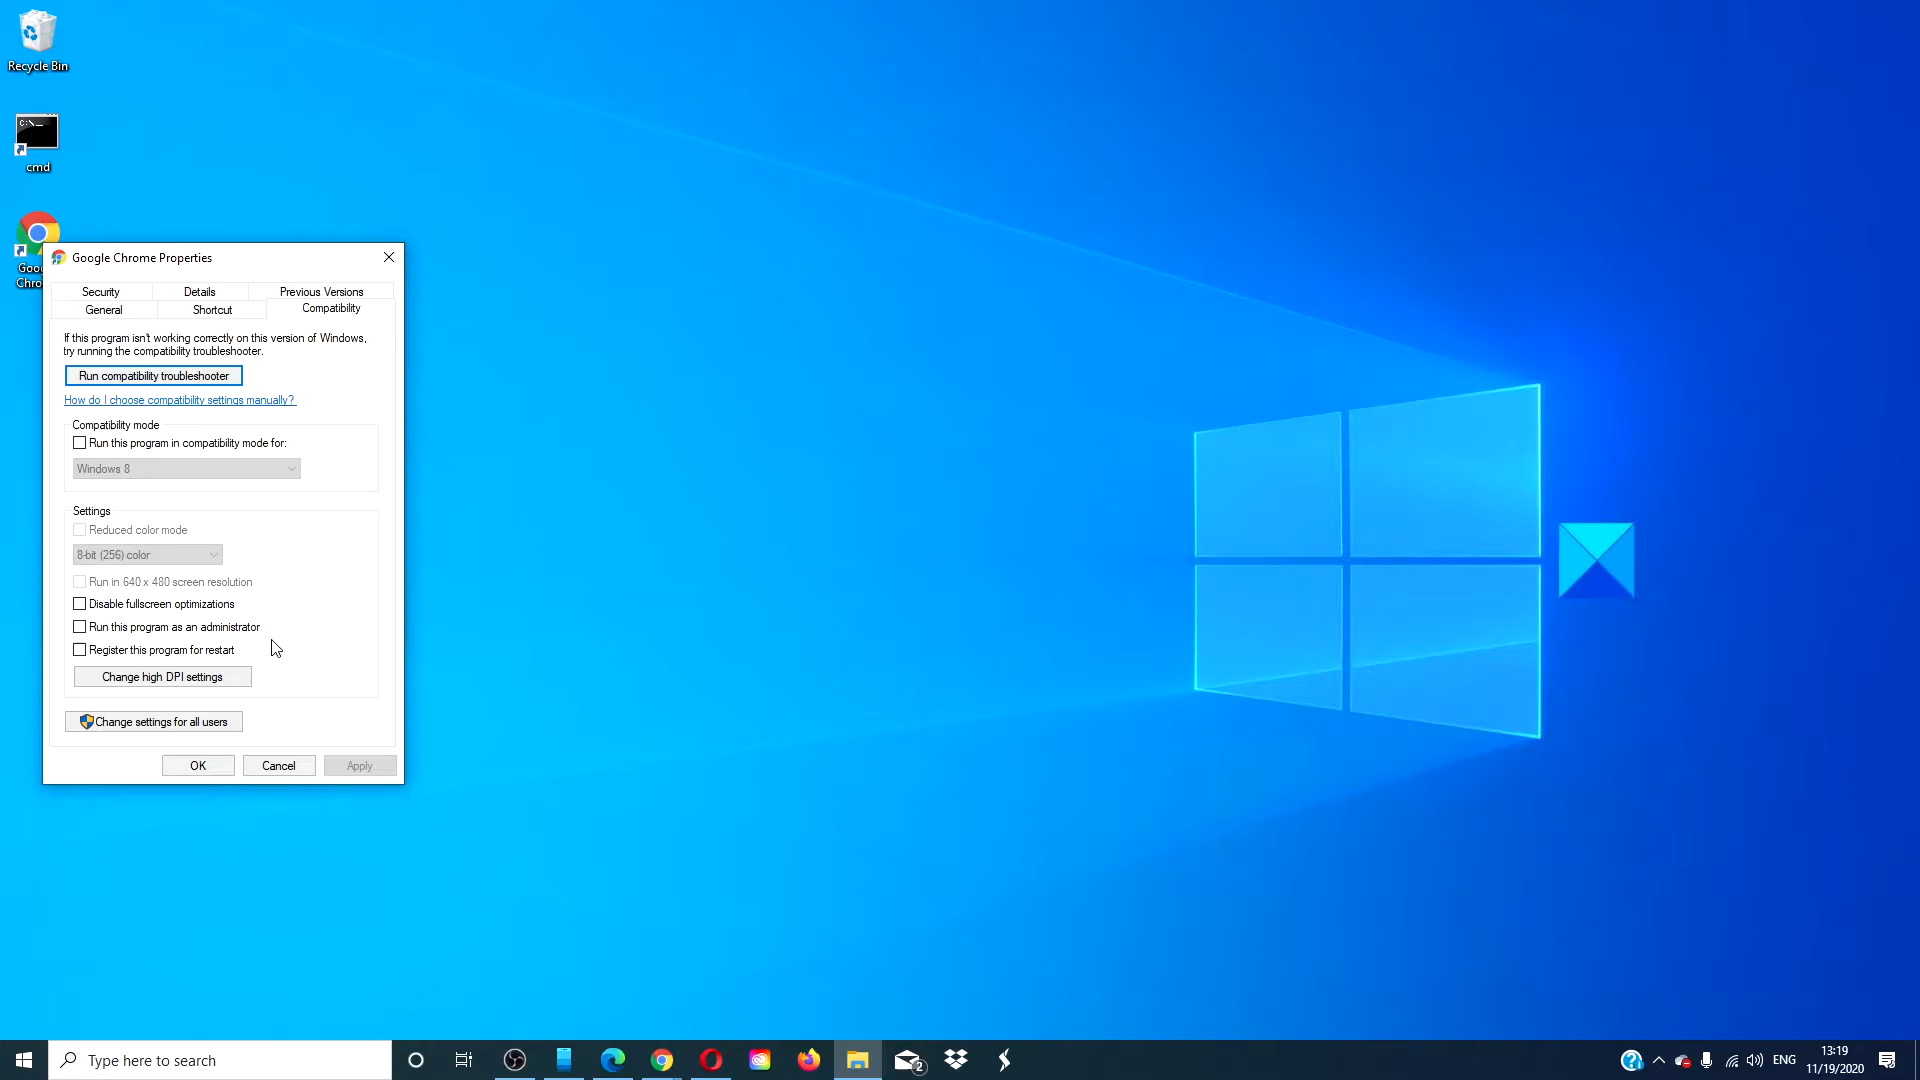 Recycle Bin
C:\._
cmd
Goo
Chro
Google Chrome Properties
Security Details Previous Versions
General Shortcut Compatibility
If this program isn't working correctly on this version of Windows,
try running the compatibility troubleshooter.
Run compatibility troubleshooter
How do I choose compatibility settings manually?
Compatibility mode
Run this program in compatibility mode for:
Windows 8
Settings
Reduced color mode
8-bit (256) color
Run in 640 x 480 screen resolution
Disable fullscreen optimizations
Run this program as an administrator
Register this program for restart
Change high DPI settings
Change settings for all users
OK Cancel Apply
Type here to search
2
ENG
13:19
11/19/2020